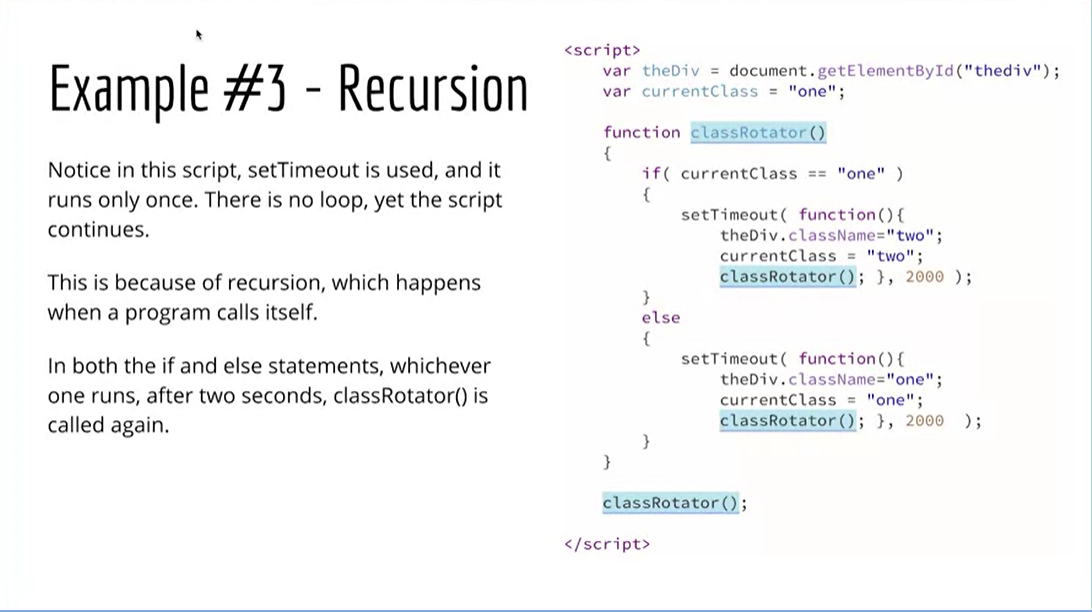 Example #3 - Recursion
Notice in this script, setTimeout is used, and it
runs only once. There is no loop, yet the script
continues.
This is because of recursion, which happens
when a program calls itself.
In both the if and else statements, whichever
one runs, after two seconds, classRotator() is
called again.
<script>
    var theDiv = document.getElementById("thediv");
    var currentClass = "one";
    function classRotator()
    {
        if( currentClass == "one" )
        {
            setTimeout( function(){
                theDiv.className="two";
                currentClass = "two";
                classRotator(); }, 2000 );
        }
        else
        {
            setTimeout( function(){
                theDiv.className="one";
                currentClass = "one";
                classRotator(); }, 2000  );
        }
    }
    classRotator();
</script>